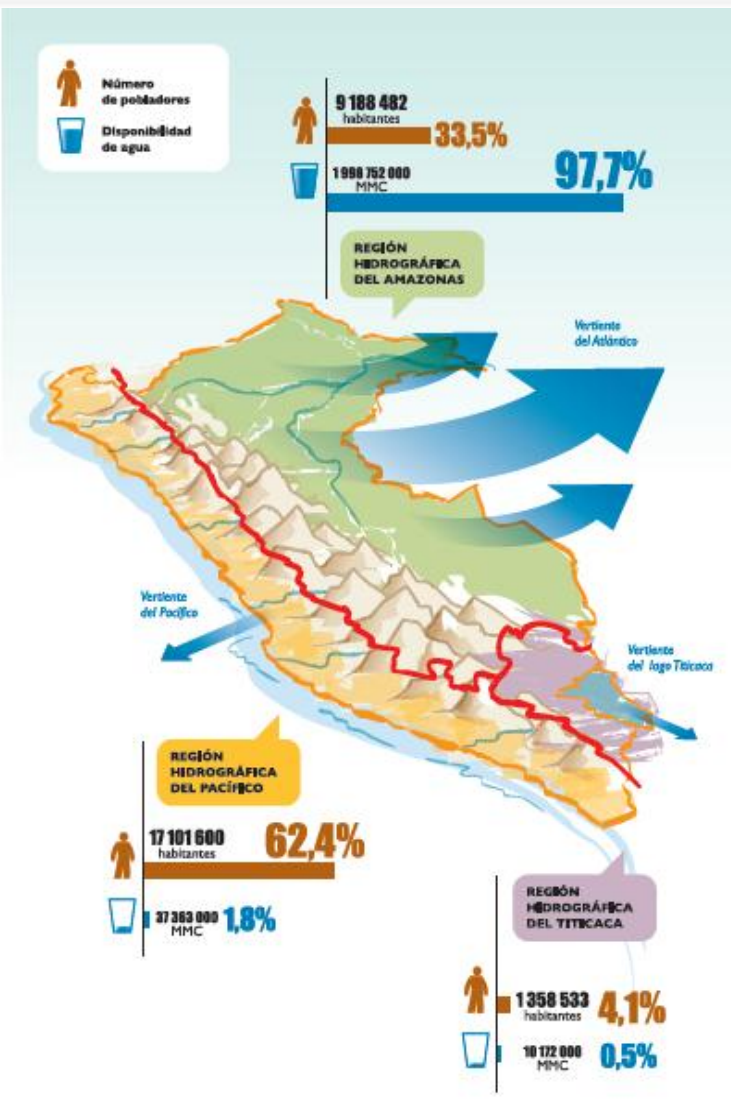 Número
de pobladores
Disponibilidad
de agua
9 188 482
habitantes
33,5%
1 998 752 000
MMC
97,7%
REGIÓN
HIDROGRÁFICA
DEL AMAZONAS
Vertiente
del Atlántico
Vertiente
del Pacífico
Vertiente
del lago Titicaca
REGIÓN
HIDROGRÁFICA
DEL PACÍFICO
17 101 600
habitantes
62,4%
37 363 000
MMC
1,8%
REGIÓN
HIDROGRÁFICA
DEL TITICACA
1 358 533
habitantes
4,1%
10 172 000
MMC
0,5%